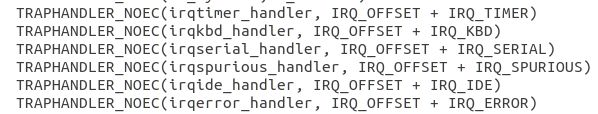 TRAPHANDLER_NOEC(irqtimer_handler, IRQ_OFFSET + IRQ_TIMER)
TRAPHANDLER_NOEC(irqkbd_handler, IRQ_OFFSET + IRQ_KBD)
TRAPHANDLER_NOEC(irqserial_handler, IRQ_OFFSET + IRQ_SERIAL)
TRAPHANDLER_NOEC(irqspurious_handler, IRQ_OFFSET + IRQ_SPURIOUS)
TRAPHANDLER_NOEC(irqide_handler, IRQ_OFFSET + IRQ_IDE)
TRAPHANDLER_NOEC(irqerror_handler, IRQ_OFFSET + IRQ_ERROR)